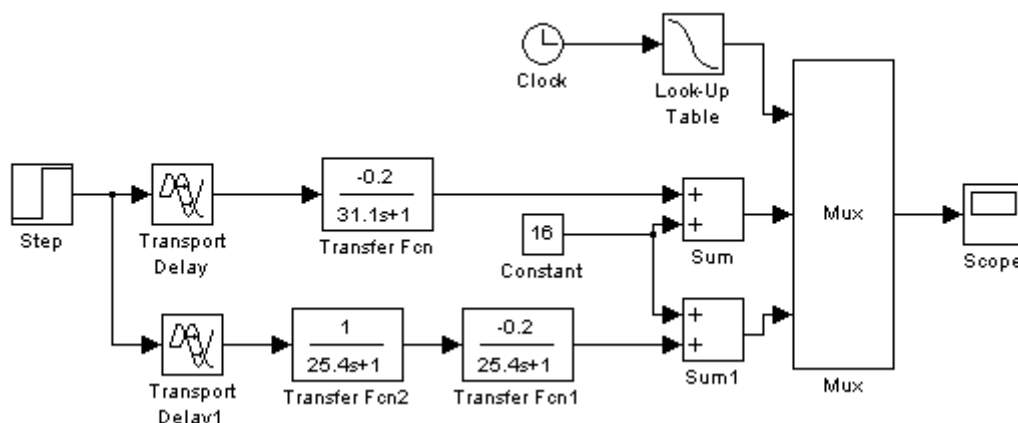 Clock
Look-Up
Table
Step
Transport
Delay
-0.2
31.1s+1
Transfer Fcn
16
Constant
+
+
Sum
Mux
Scope
Transport
Delay1
1
25.4s+1
Transfer Fcn2
-0.2
25.4s+1
Transfer Fcn1
+
+
Sum1
Mux